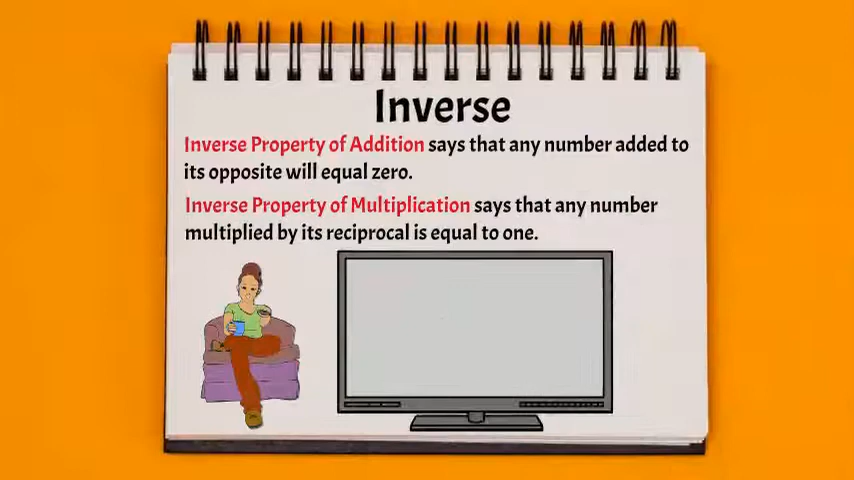 Inverse
Inverse Property of Addition says that any number added to
its opposite will equal zero.
Inverse Property of Multiplication says that any number
multiplied by its reciprocal is equal to one.